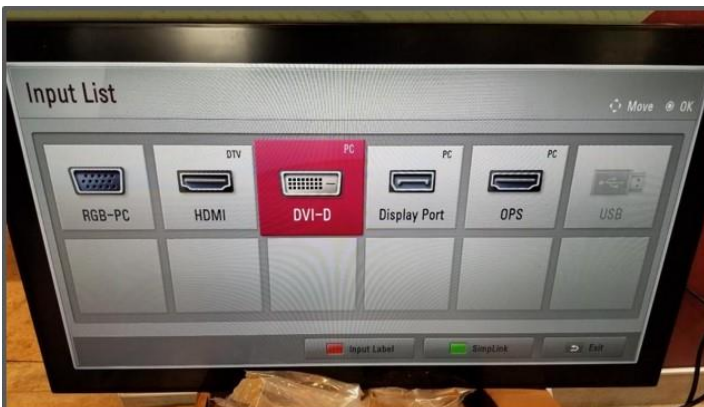 Input List
Move OK
DTV PC PC PC
RGB-PC HDMI DVI-D Display Port OPS USB
Input Label SimpLink Exit